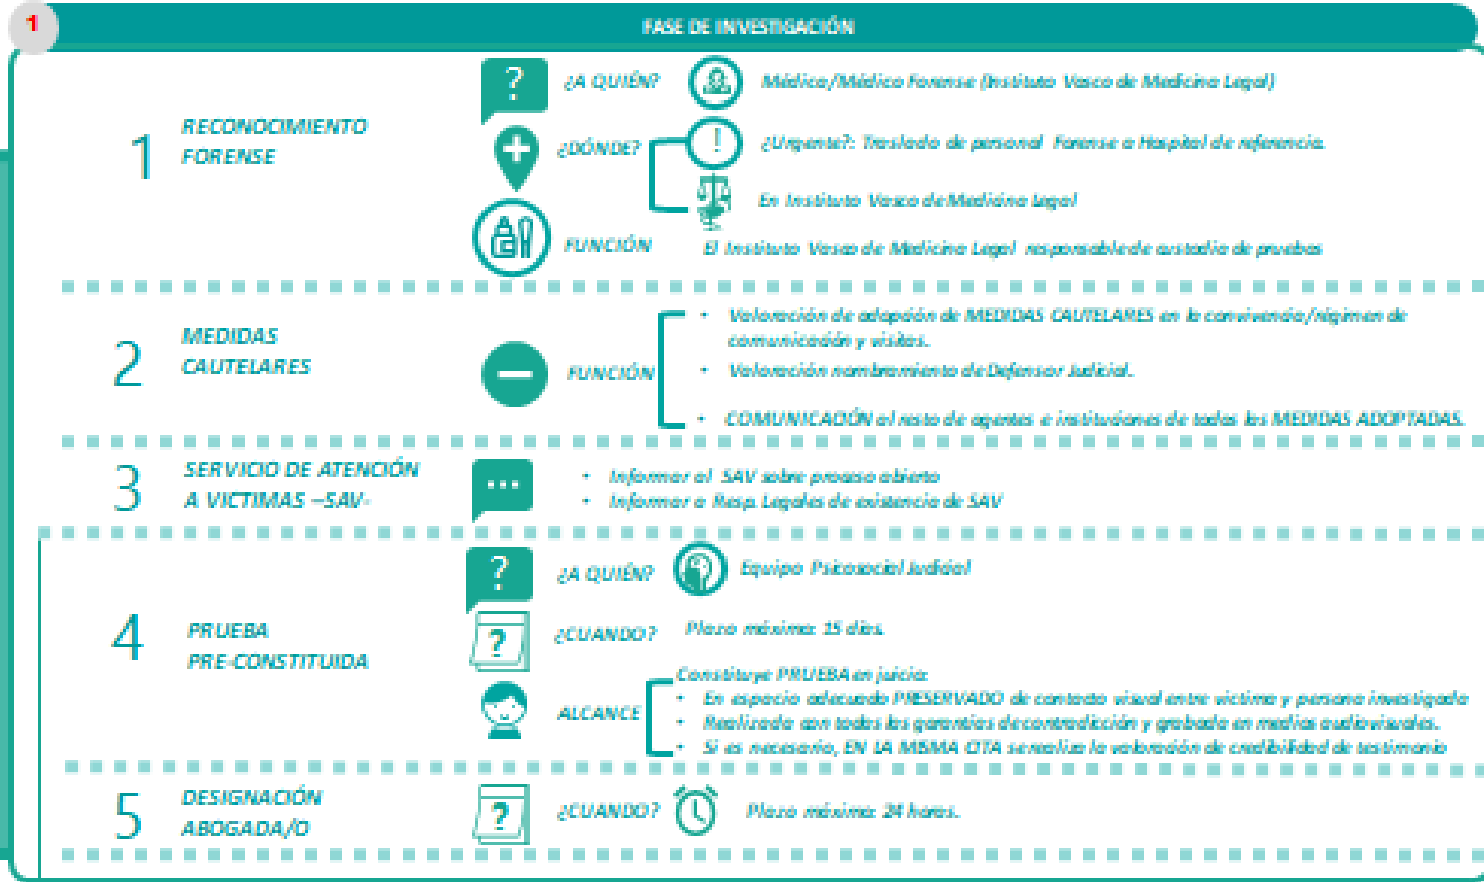 1
FASE DE INVESTIGACIÓN
1
RECONOCIMIENTO
FORENSE
?
¿A QUIÉN?
Médica/Médico Forense (Instituto Vasco de Medicina Legal)
¿DÓNDE?
!
¿Urgente?: Traslado de personal Forense a Hospital de referencia.
En Instituto Vasco de Medicina Legal
FUNCIÓN
El Instituto Vasco de Medicina Legal responsable de custodia de pruebas
2
MEDIDAS
CAUTELARES
FUNCIÓN
• Valoración de adopción de MEDIDAS CAUTELARES en la convivencia/régimen de
comunicación y visitas.
• Valoración nombramiento de Defensor Judicial.
• COMUNICACIÓN al resto de agentes e instituciones de todas las MEDIDAS ADOPTADAS.
3
SERVICIO DE ATENCIÓN
A VICTIMAS –SAV-
• Informar al SAV sobre proceso abierto
• Informar a Resp. Legales de existencia de SAV
4
PRUEBA
PRE-CONSTITUIDA
?
¿A QUIÉN?
Equipo Psicosocial Judicial
?
¿CUANDO?
Plazo máximo: 15 días.
ALCANCE
Constituye PRUEBA en juicio:
• En espacio adecuado PRESERVADO de contacto visual entre víctima y persona investigada
• Realizada con todas las garantías de contradicción y grabada en medios audiovisuales.
• Si es necesario, EN LA MISMA CITA se realiza la valoración de credibilidad de testimonio
5
DESIGNACIÓN
ABOGADA/O
?
¿CUANDO?
Plazo máximo: 24 horas.